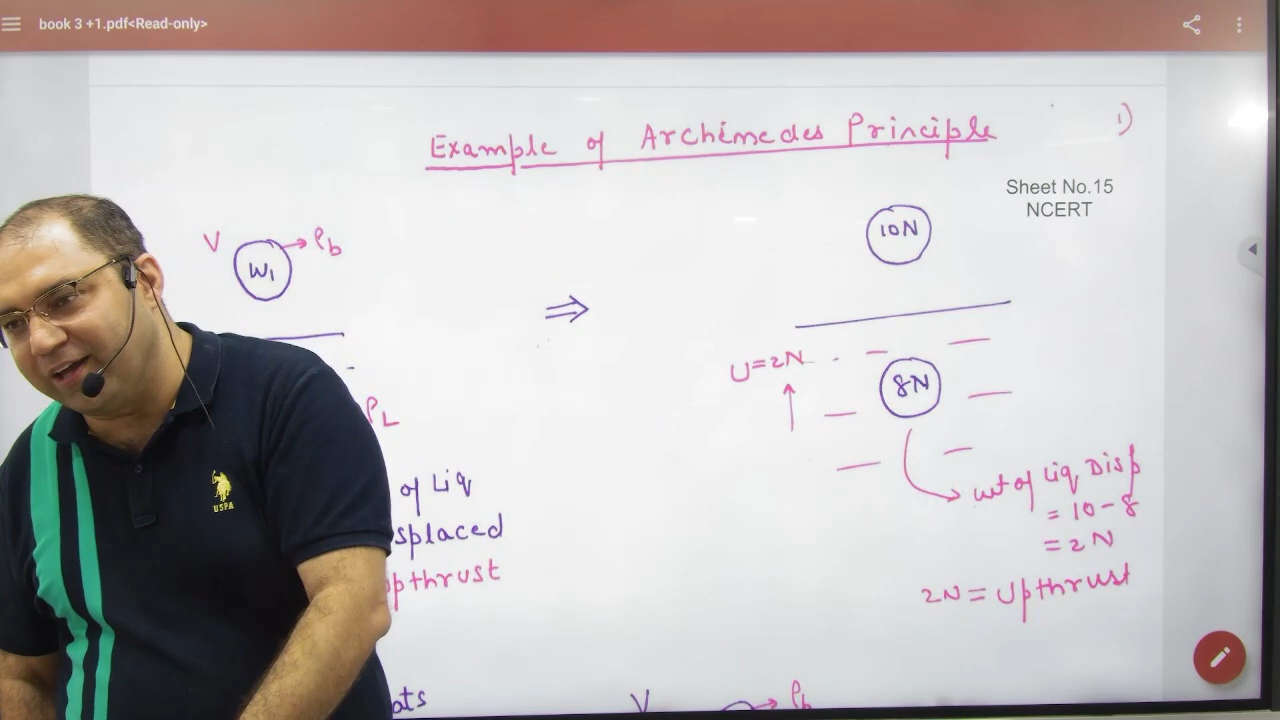 book 3 +1.pdf<Read-only>
Example of Archimedes Principle
1)
Sheet No.15
NCERT
V
W1
ρb
ρL
of Liq
splaced
pthrust
ats
⇒
10N
U=2N
8N
wt of Liq Disp
= 10-8
= 2N
2N = Upthrust
V
ρb
USPA